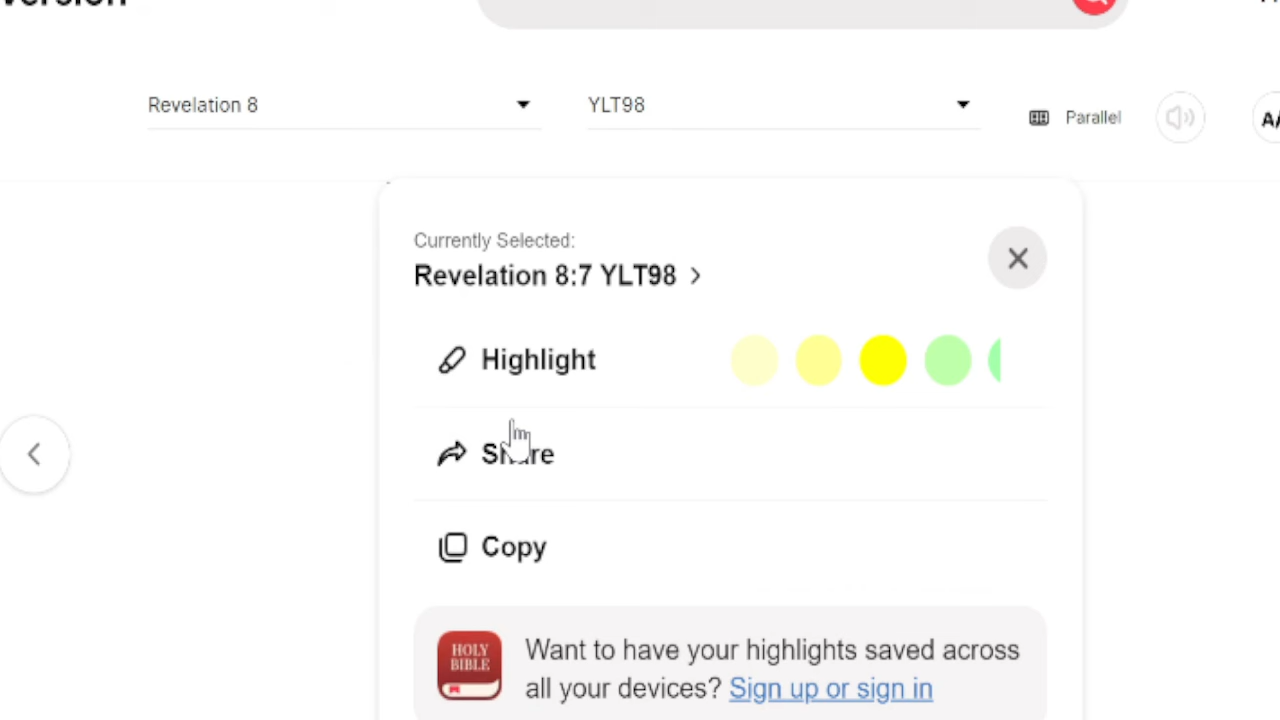 Revelation 8
YLT98
Parallel
Currently Selected:
Revelation 8:7 YLT98
Highlight
Share
Copy
HOLY
BIBLE
Want to have your highlights saved across
all your devices? Sign up or sign in